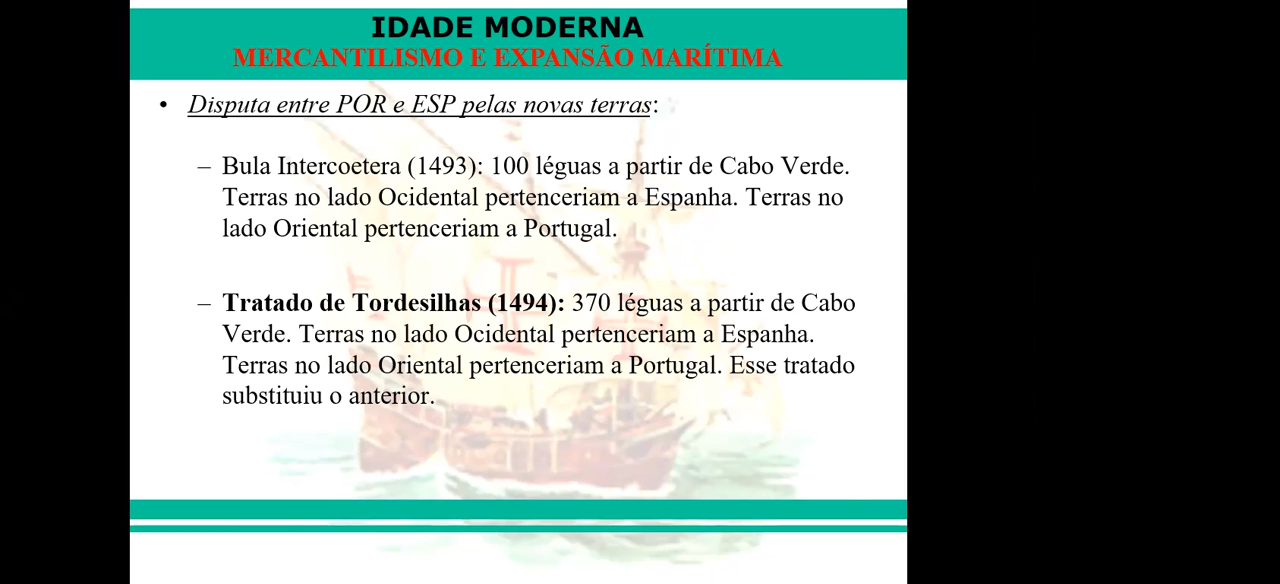 IDADE MODERNA
MERCANTILISMO E EXPANSÃO MARÍTIMA
• Disputa entre POR e ESP pelas novas terras:
– Bula Intercoetera (1493): 100 léguas a partir de Cabo Verde.
Terras no lado Ocidental pertenceriam a Espanha. Terras no
lado Oriental pertenceriam a Portugal.
– Tratado de Tordesilhas (1494): 370 léguas a partir de Cabo
Verde. Terras no lado Ocidental pertenceriam a Espanha.
Terras no lado Oriental pertenceriam a Portugal. Esse tratado
substituiu o anterior.